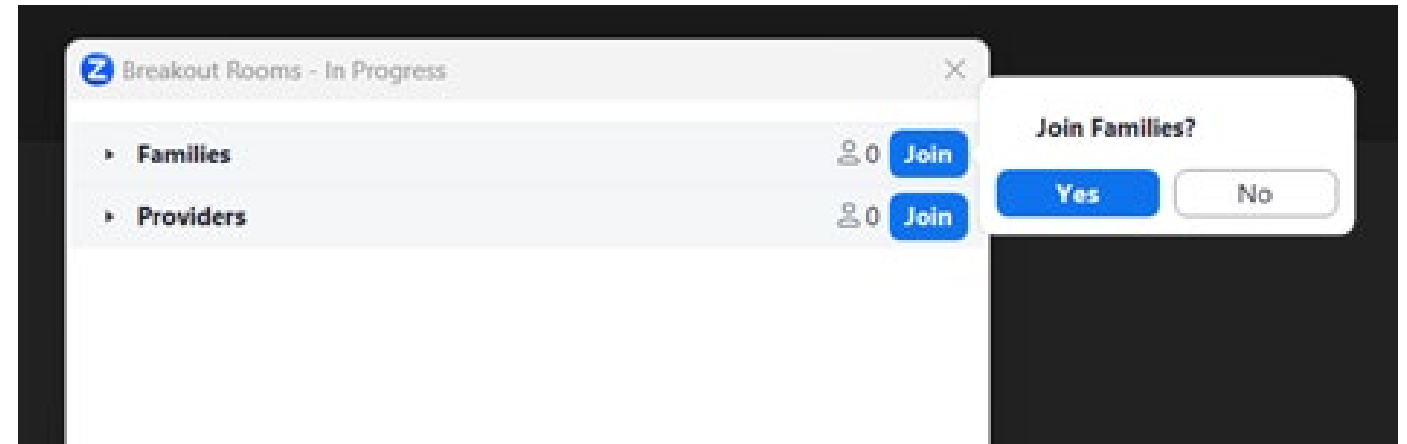 Breakout Rooms - In Progress
Families 0 Join
Providers 0 Join
Join Families?
Yes No